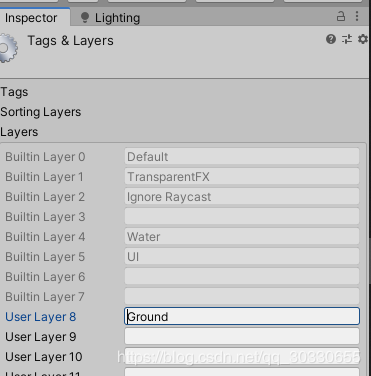 Inspector Lighting
Tags & Layers
Tags
Sorting Layers
Layers
Builtin Layer 0 Default
Builtin Layer 1 TransparentFX
Builtin Layer 2 Ignore Raycast
Builtin Layer 3
Builtin Layer 4 Water
Builtin Layer 5 UI
Builtin Layer 6
Builtin Layer 7
User Layer 8 Ground
User Layer 9
User Layer 10
https://blog.csdn.net/qq_30330655
User Layer 11